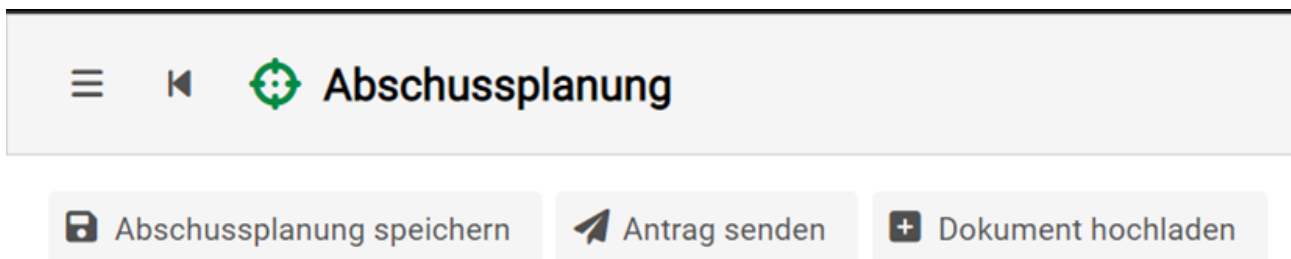 Abschussplanung
Abschussplanung speichern Antrag senden Dokument hochladen